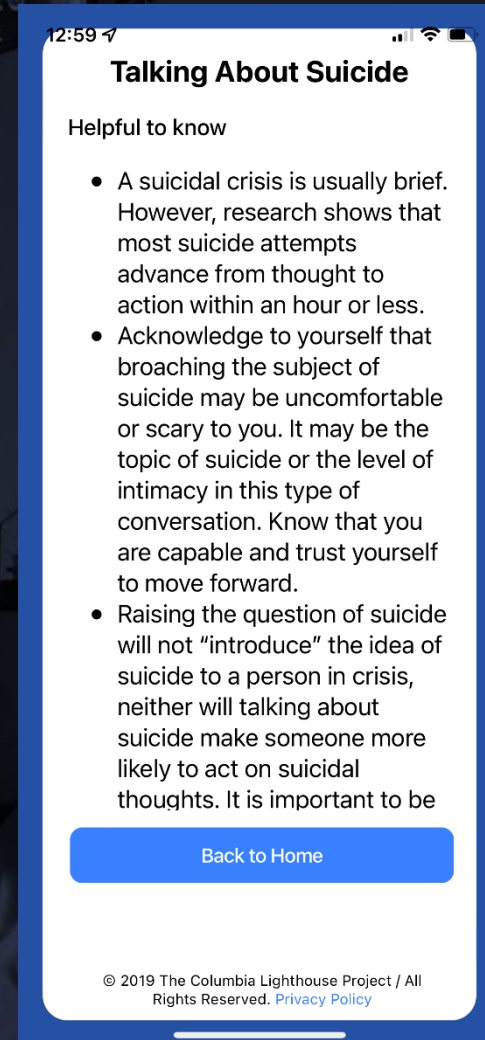 12:59
Talking About Suicide
Helpful to know
• A suicidal crisis is usually brief.
However, research shows that
most suicide attempts
advance from thought to
action within an hour or less.
• Acknowledge to yourself that
broaching the subject of
suicide may be uncomfortable
or scary to you. It may be the
topic of suicide or the level of
intimacy in this type of
conversation. Know that you
are capable and trust yourself
to move forward.
• Raising the question of suicide
will not “introduce” the idea of
suicide to a person in crisis,
neither will talking about
suicide make someone more
likely to act on suicidal
thoughts. It is important to be
Back to Home
© 2019 The Columbia Lighthouse Project / All
Rights Reserved. Privacy Policy